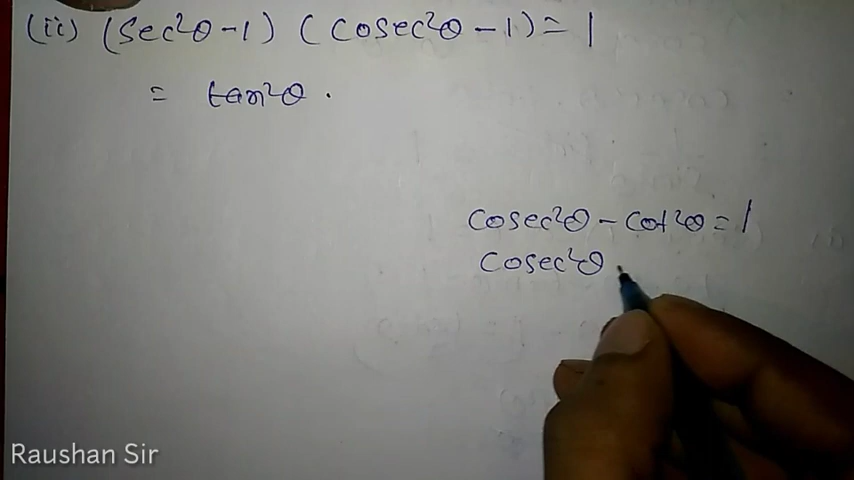 (ii) (Sec²θ - 1) (Cosec²θ - 1) = 1
= tan²θ .
Cosec²θ - Cot²θ = 1
Cosec²θ
Raushan Sir